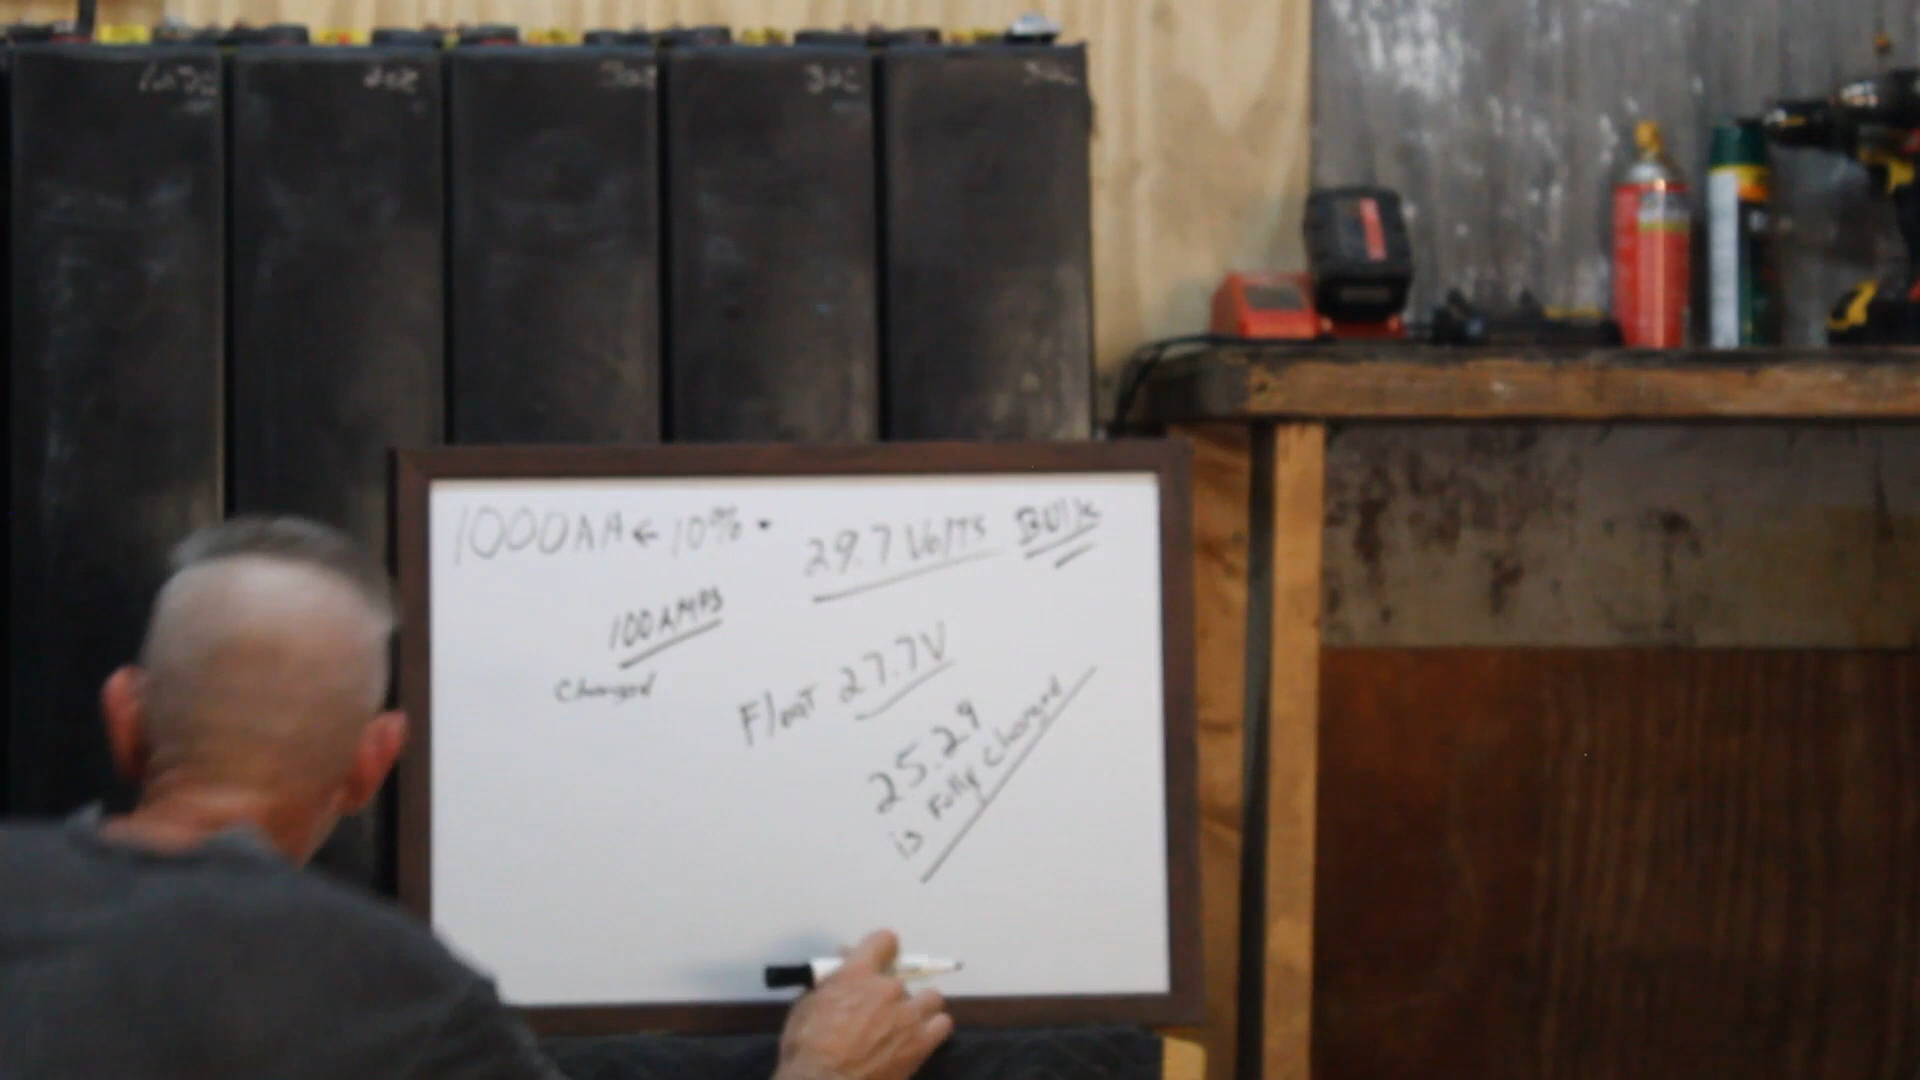 1000AH ← 10%.
29.7 Volts BULK
100 AMPS
Charged
Float 27.7V
25.29
is Fully Charged